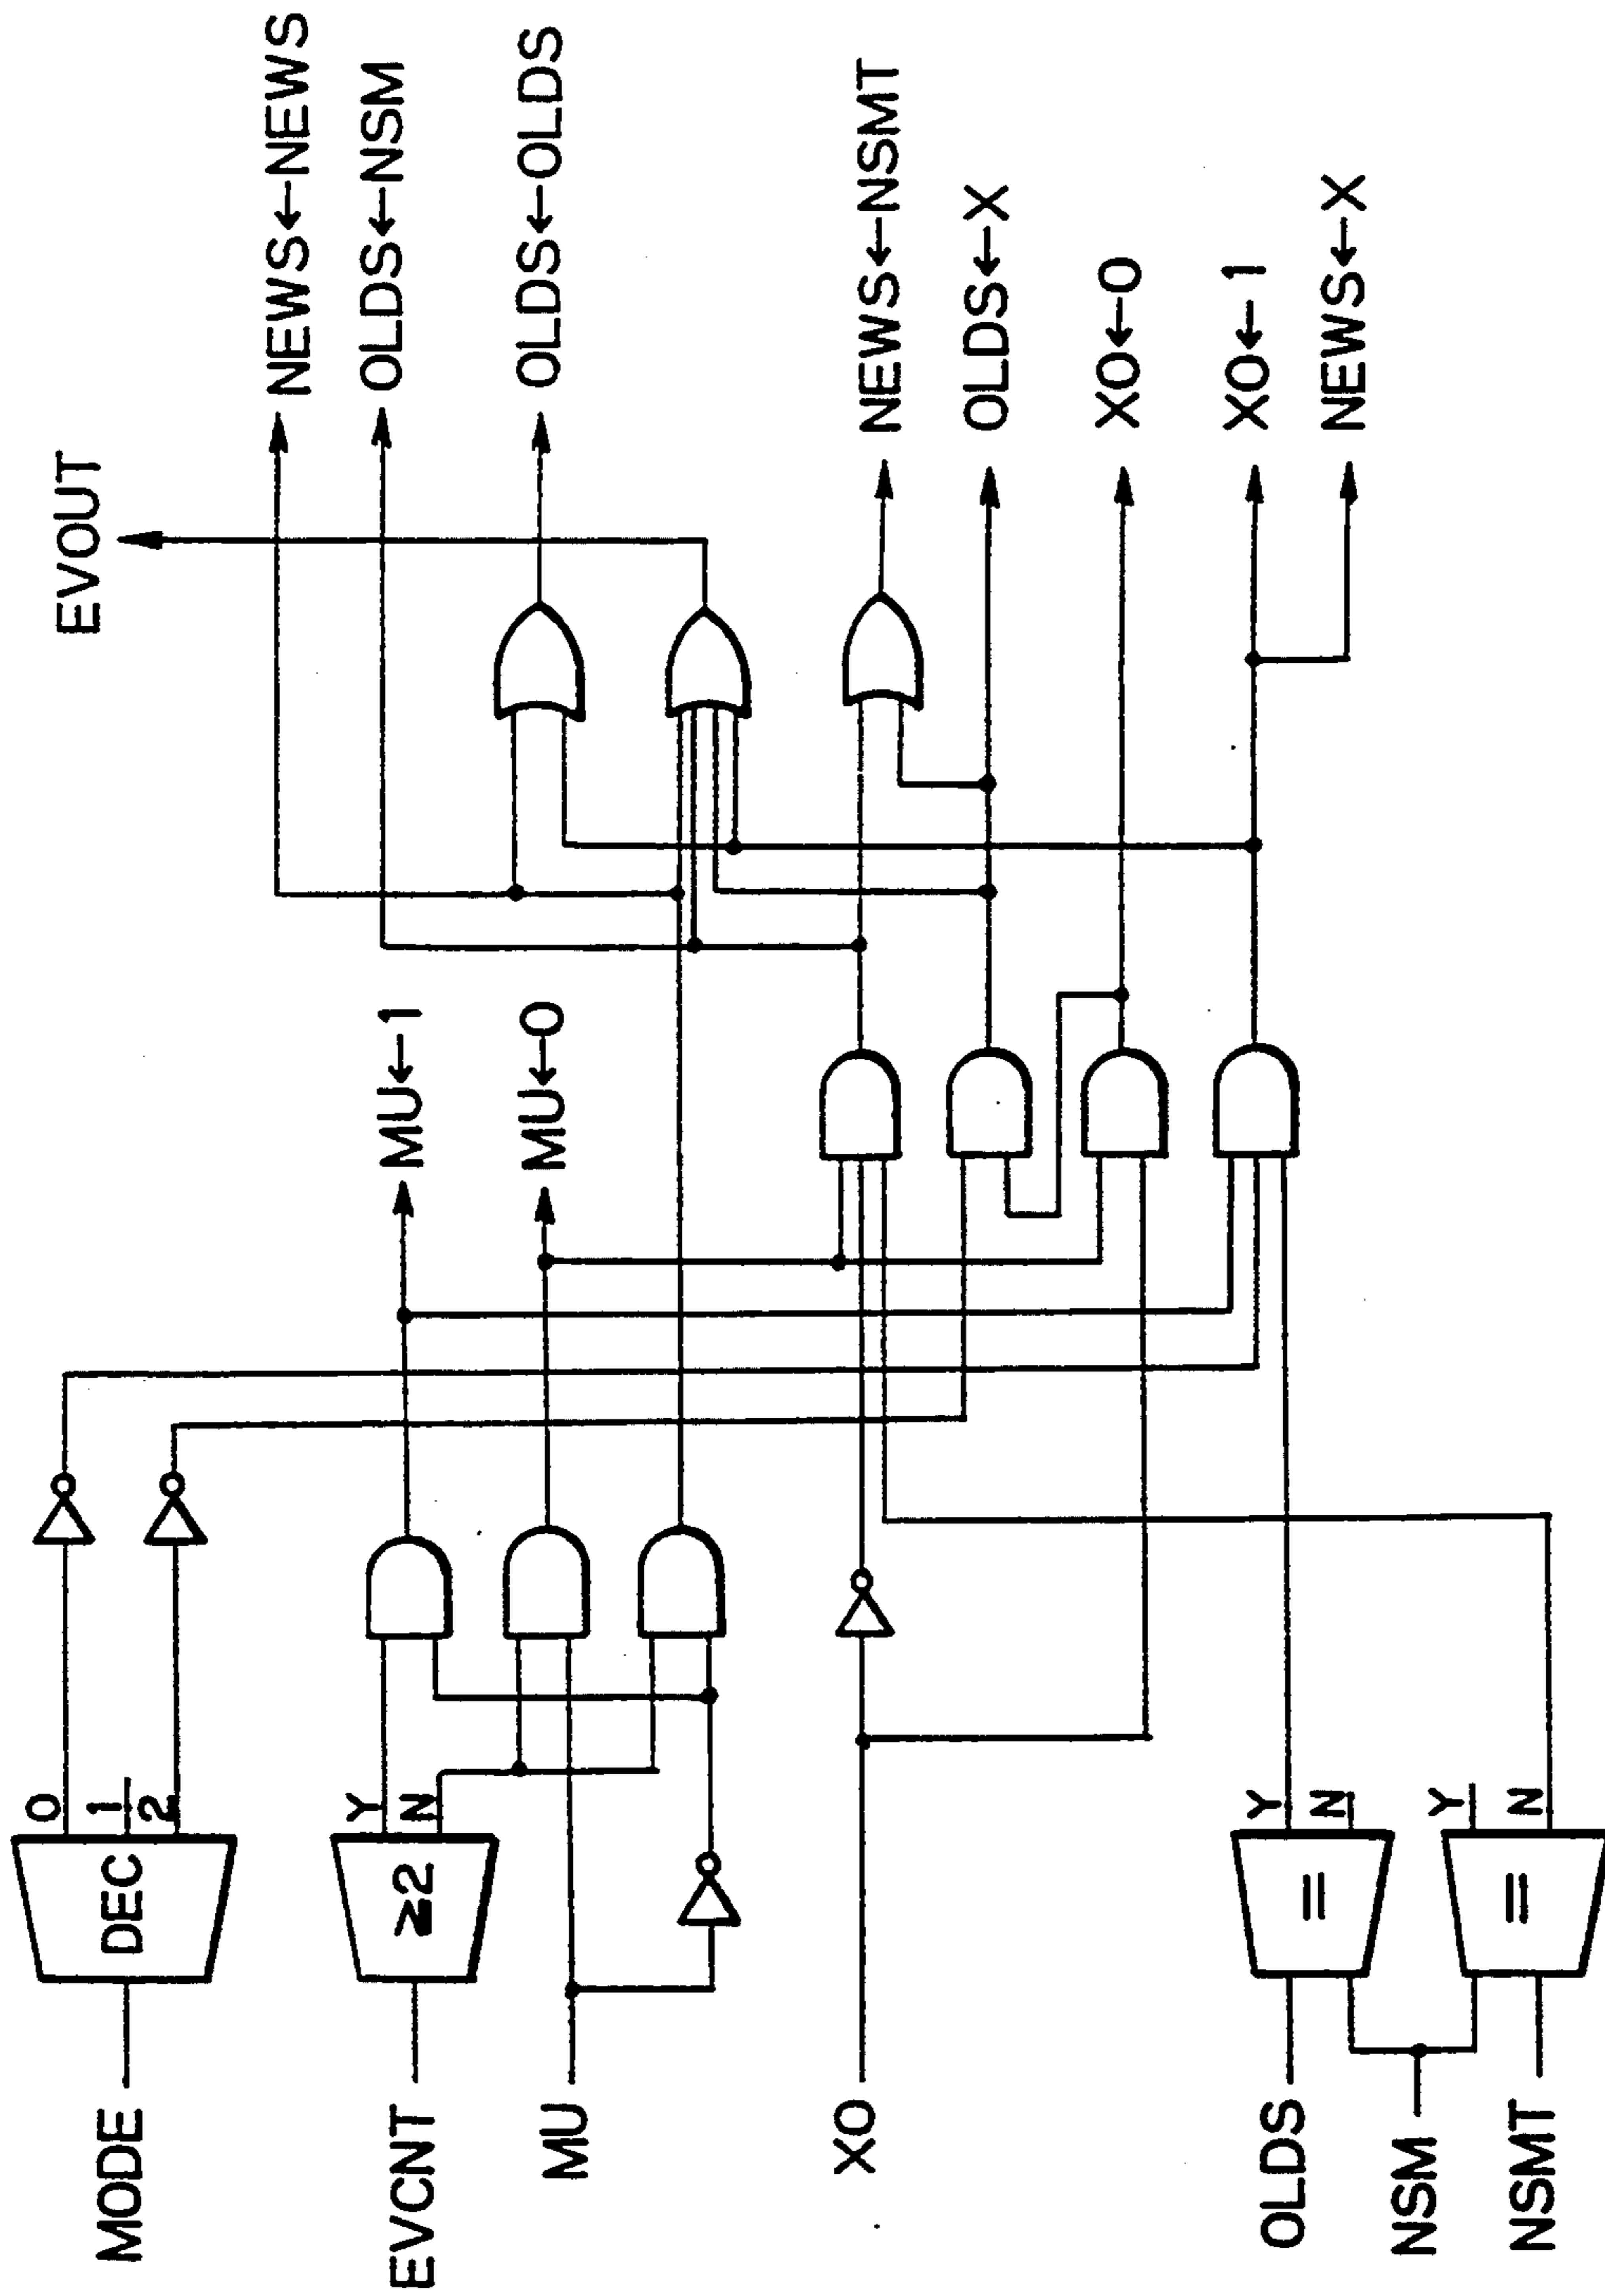 MODE
DEC
0
1
2
EVCNT
≧2
Y
N
MU
MU←1
MU←0
EVOUT
NEWS←NEWS
OLDS←NSM
OLDS←OLDS
XO
NEWS←NSMT
OLDS←X
XO←0
XO←1
NEWS←X
OLDS
NSM
NSMT
=
Y
N
=
Y
N